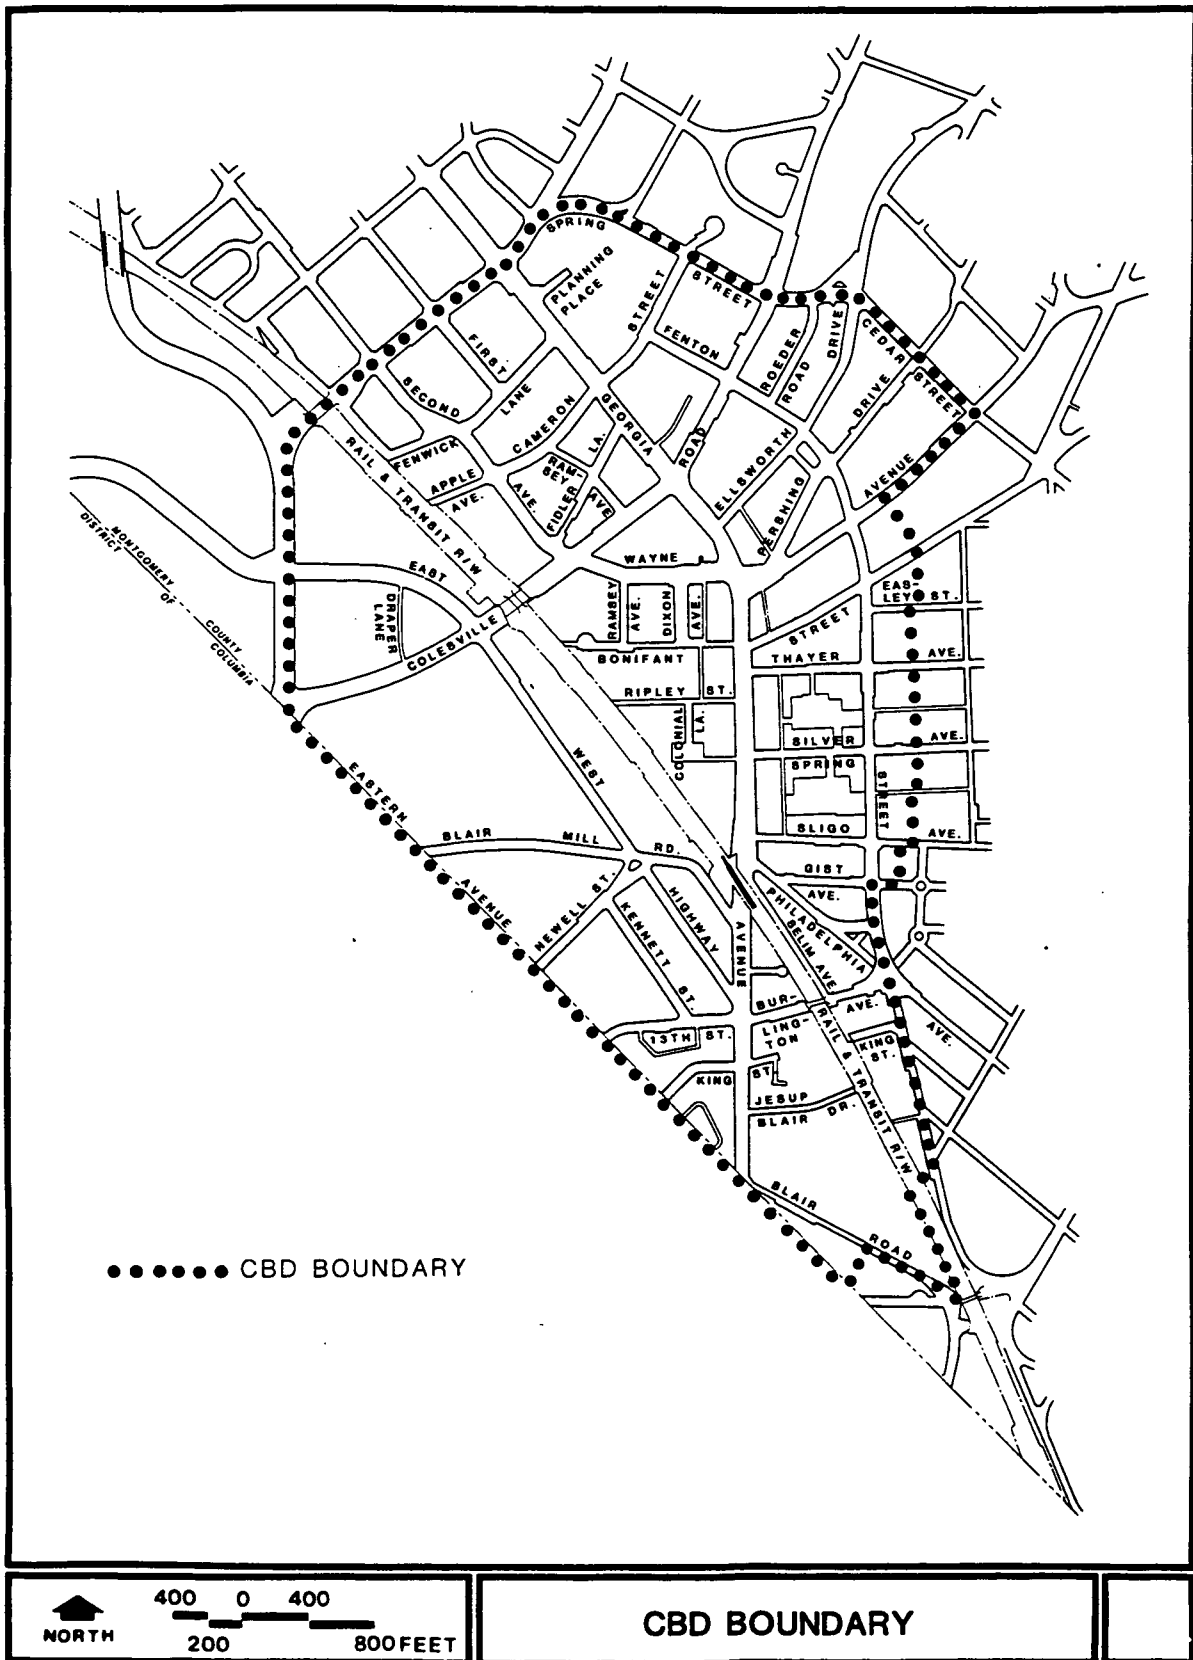 SPRING
PLANNING
PLACE
STREET
STREET
FENTON
ROEDER
ROAD
DRIVE
CEDAR
STREET
DRIVE
AVENUE
FIRST
SECOND
LANE
CAMERON
GEORGIA
ROAD
FENWICK
APPLE
AVE.
RAM-
SEY
LA.
AVE.
FIDLER
AVE
ELLSWORTH
PERSHING
RAIL & TRANSIT R/W
WAYNE
EAST
DRAPER
LANE
COLESVILLE
MONTGOMERY COUNTY
DISTRICT OF COLUMBIA
RAMSEY
AVE.
DIXON
AVE.
EAS-
LEY ST.
STREET
BONIFANT
THAYER AVE.
RIPLEY ST.
COLONIAL
LA.
SILVER AVE.
SPRING
STREET
WEST
SLIGO AVE.
EASTERN
AVENUE
BLAIR MILL RD.
GIST
AVE.
PHILADELPHIA
SELIM AVE.
NEWELL ST.
KENNETT
ST.
HIGHWAY
AVENUE
BUR-
LING-
TON
AVE.
AVE.
13TH ST.
KING
ST.
KING
ST.
JESUP
BLAIR DR.
RAIL & TRANSIT R/W
BLAIR
ROAD
CBD BOUNDARY
NORTH
400 0 400
200 800 FEET
CBD BOUNDARY